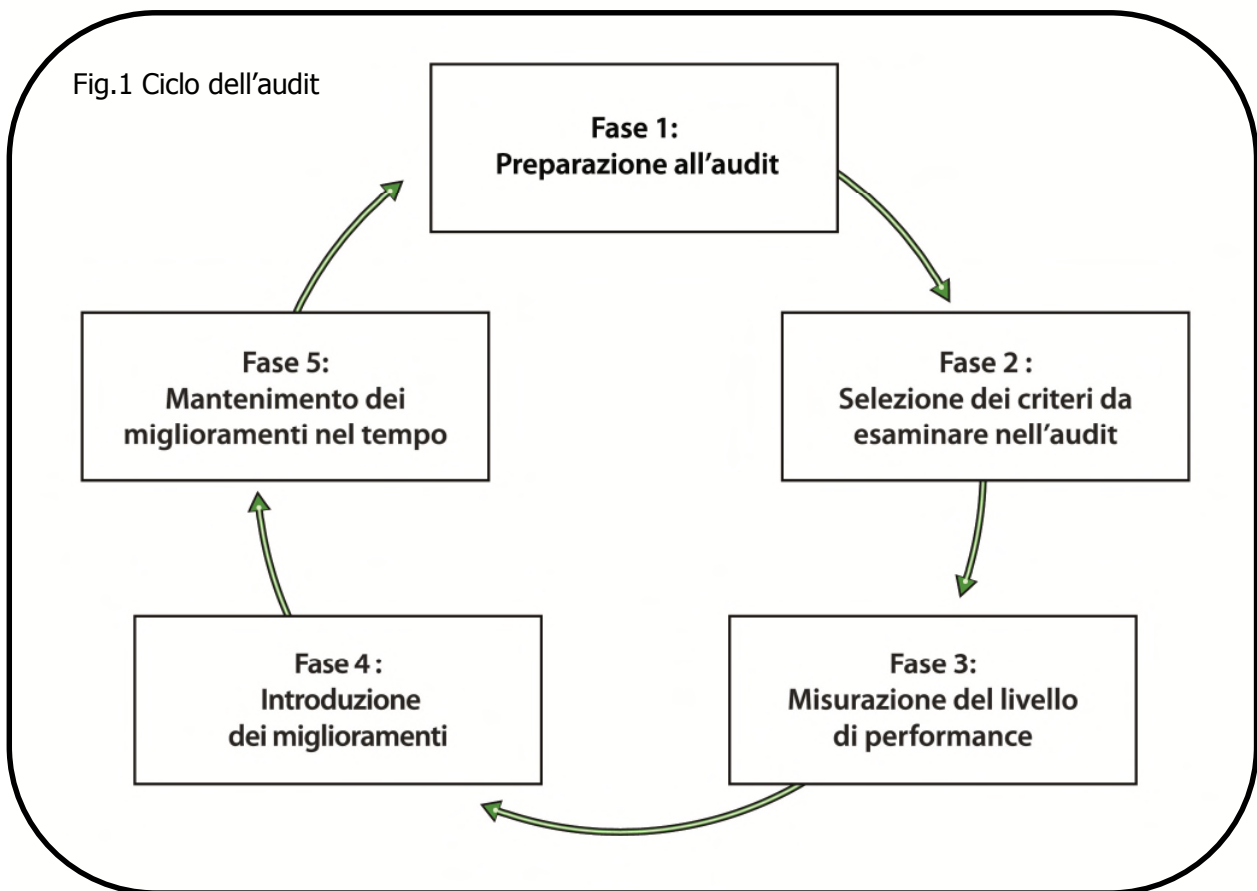 Fig.1 Ciclo dell’audit
Fase 1:
Preparazione all’audit
Fase 2 :
Selezione dei criteri da
esaminare nell’audit
Fase 3:
Misurazione del livello
di performance
Fase 4 :
Introduzione
dei miglioramenti
Fase 5:
Mantenimento dei
miglioramenti nel tempo